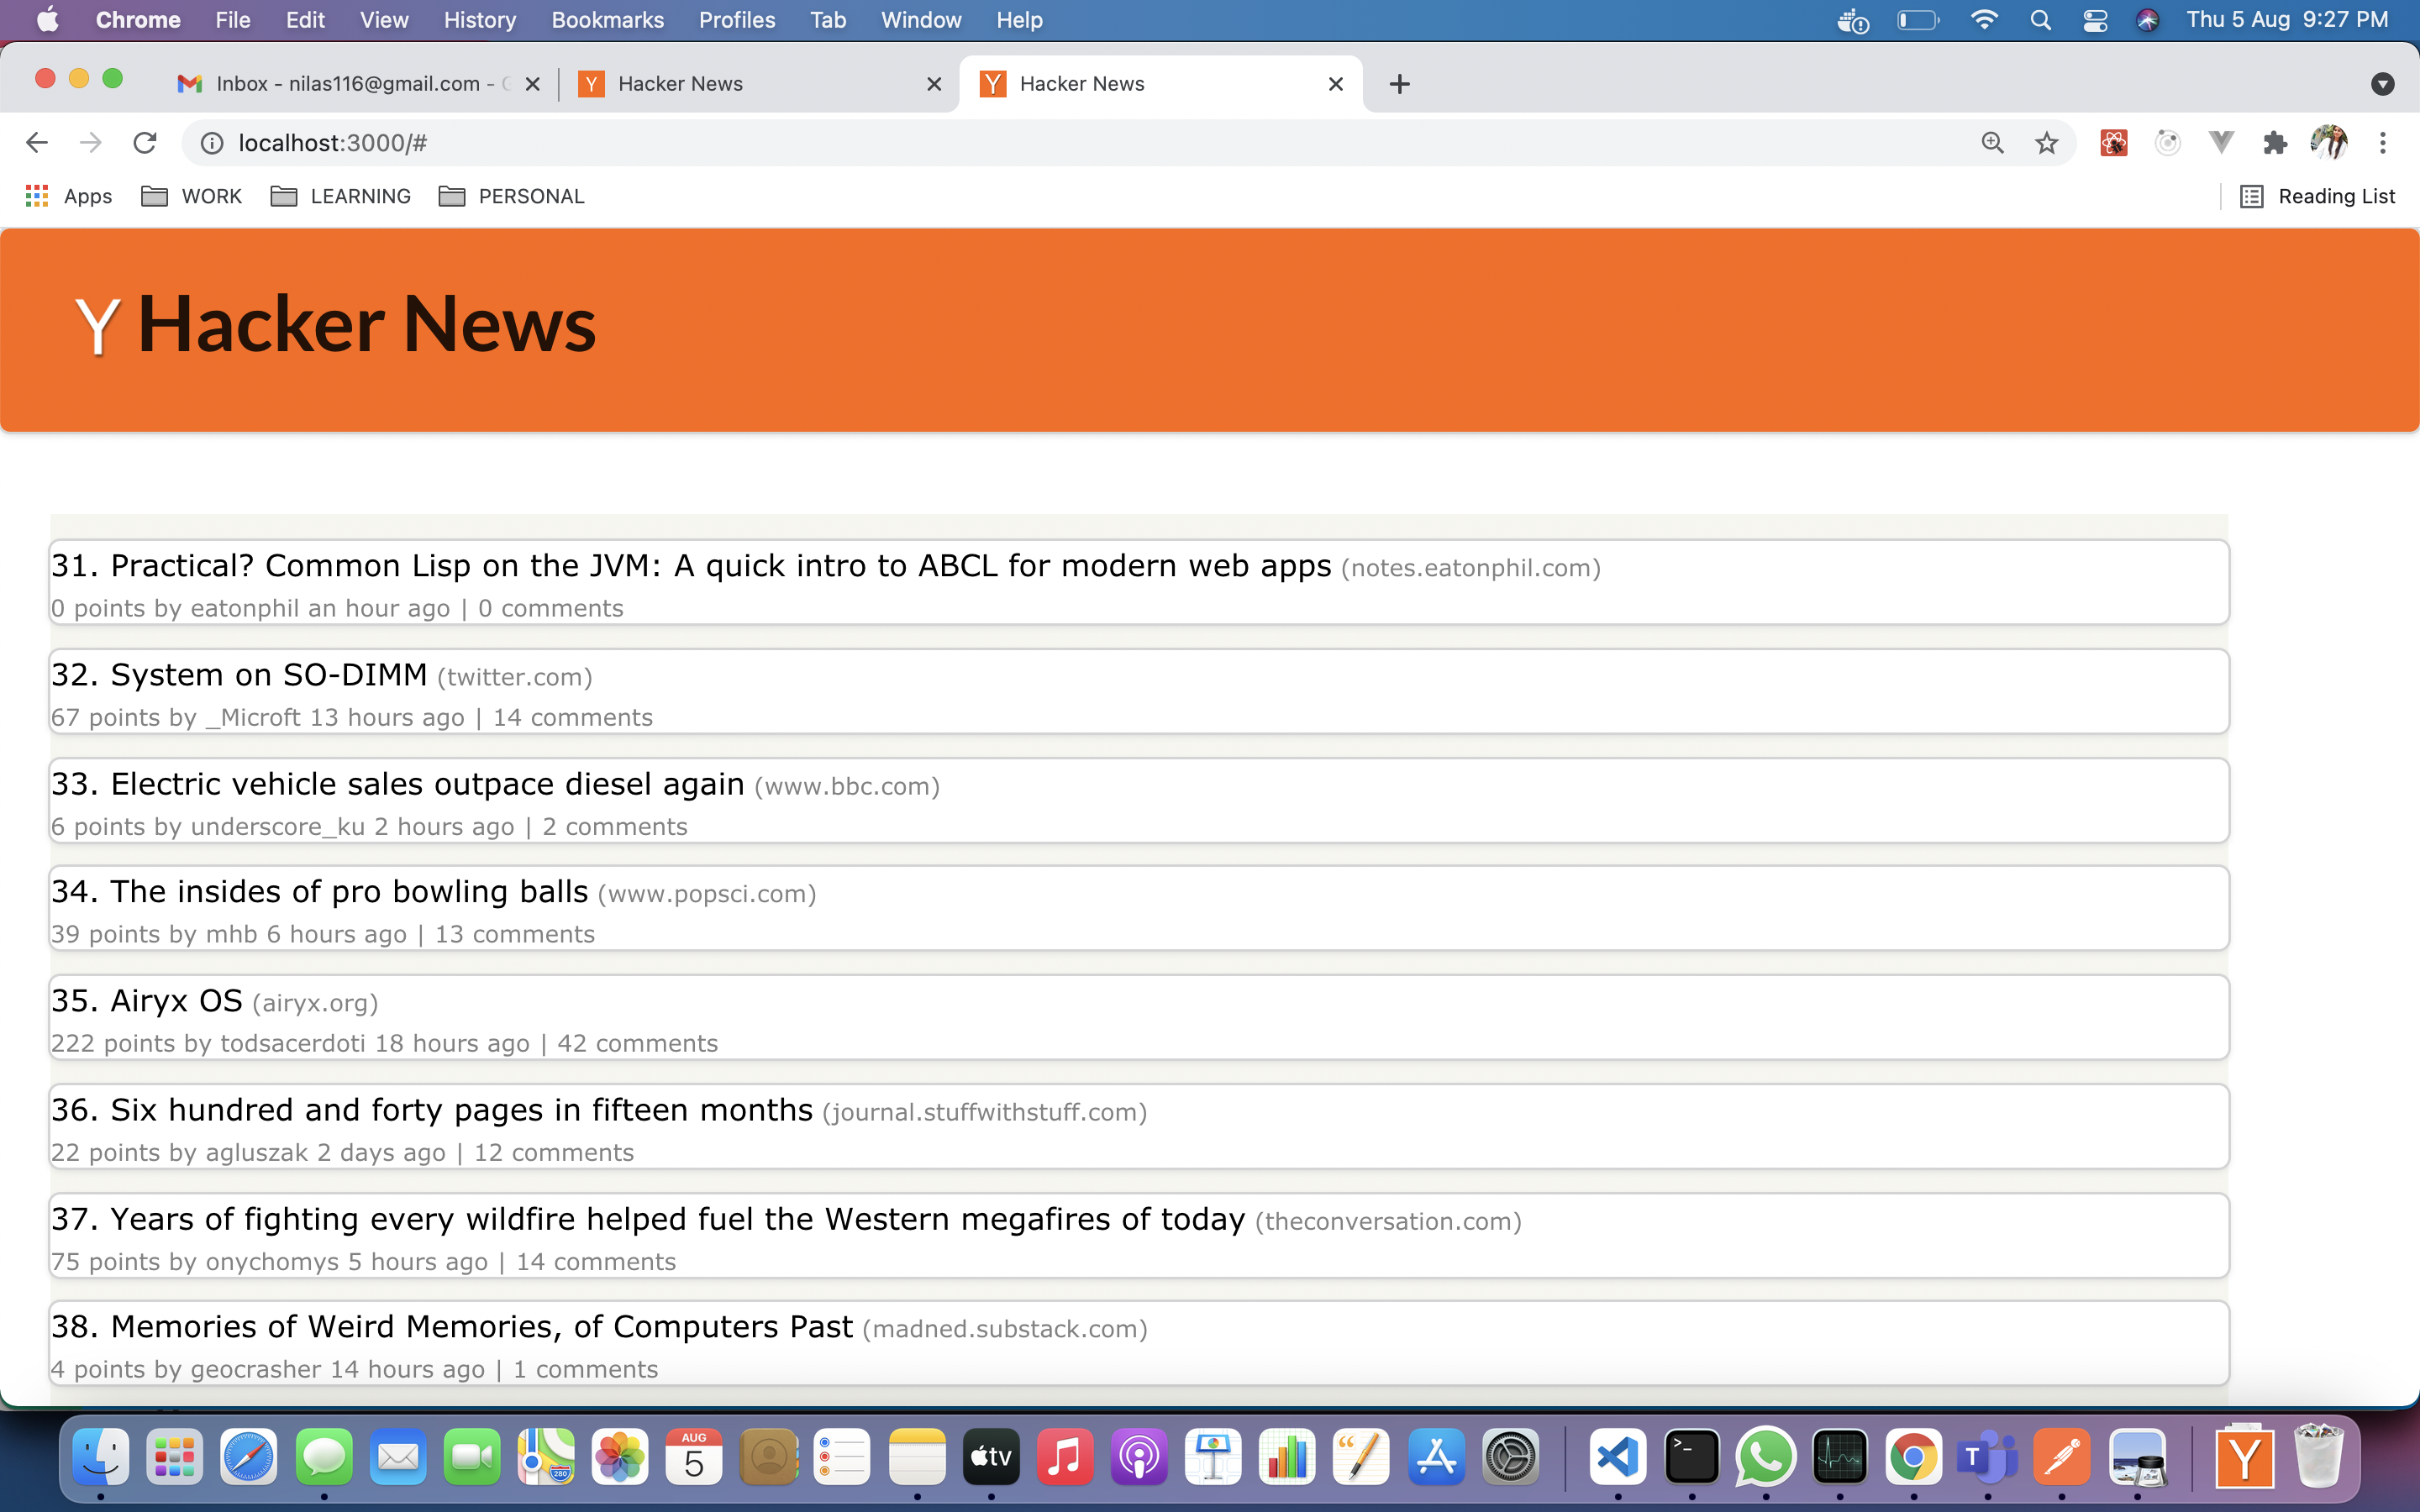 Chrome File Edit View History Bookmarks Profiles Tab Window Help Thu 5 Aug 9:27 PM
Inbox - nilas116@gmail.com - Y Hacker News Y Hacker News
localhost:3000/#
Apps WORK LEARNING PERSONAL Reading List
Y Hacker News
31. Practical? Common Lisp on the JVM: A quick intro to ABCL for modern web apps (notes.eatonphil.com)
0 points by eatonphil an hour ago | 0 comments
32. System on SO-DIMM (twitter.com)
67 points by _Microft 13 hours ago | 14 comments
33. Electric vehicle sales outpace diesel again (www.bbc.com)
6 points by underscore_ku 2 hours ago | 2 comments
34. The insides of pro bowling balls (www.popsci.com)
39 points by mhb 6 hours ago | 13 comments
35. Airyx OS (airyx.org)
222 points by todsacerdoti 18 hours ago | 42 comments
36. Six hundred and forty pages in fifteen months (journal.stuffwithstuff.com)
22 points by agluszak 2 days ago | 12 comments
37. Years of fighting every wildfire helped fuel the Western megafires of today (theconversation.com)
75 points by onychomys 5 hours ago | 14 comments
38. Memories of Weird Memories, of Computers Past (madned.substack.com)
4 points by geocrasher 14 hours ago | 1 comments
280 AUG 5 tv >_ T Y